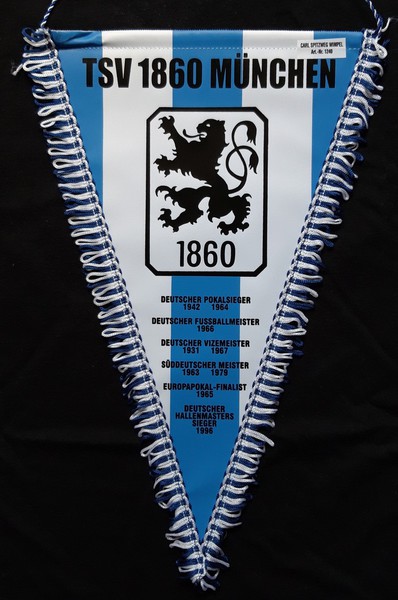 CARL SPITZWEG WIMPEL
Art.-Nr. 1240
TSV 1860 MÜNCHEN
1860
DEUTSCHER POKALSIEGER
1942 1964
DEUTSCHER FUSSBALLMEISTER
1966
DEUTSCHER VIZEMEISTER
1931 1967
SÜDDEUTSCHER MEISTER
1963 1979
EUROPAPOKAL-FINALIST
1965
DEUTSCHER
HALLENMASTERS
SIEGER
1996